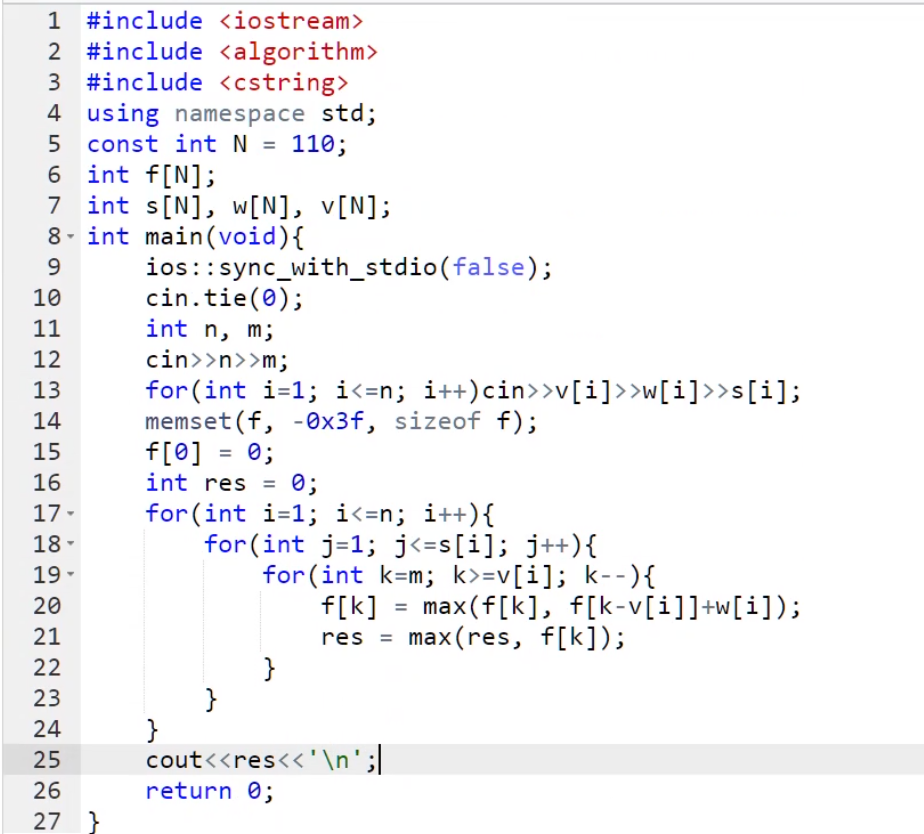 1 #include <iostream>
2 #include <algorithm>
3 #include <cstring>
4 using namespace std;
5 const int N = 110;
6 int f[N];
7 int s[N], w[N], v[N];
8 int main(void){
9     ios::sync_with_stdio(false);
10     cin.tie(0);
11     int n, m;
12     cin>>n>>m;
13     for(int i=1; i<=n; i++)cin>>v[i]>>w[i]>>s[i];
14     memset(f, -0x3f, sizeof f);
15     f[0] = 0;
16     int res = 0;
17     for(int i=1; i<=n; i++){
18         for(int j=1; j<=s[i]; j++){
19             for(int k=m; k>=v[i]; k--){
20                 f[k] = max(f[k], f[k-v[i]]+w[i]);
21                 res = max(res, f[k]);
22             }
23         }
24     }
25     cout<<res<<'\n';
26     return 0;
27 }